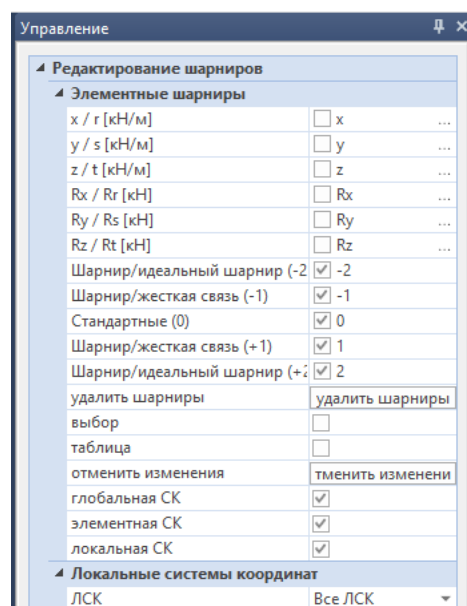 Управление
Редактирование шарниров
Элементные шарниры
x / r [кН/м] x ...
y / s [кН/м] y ...
z / t [кН/м] z ...
Rx / Rr [кН] Rx ...
Ry / Rs [кН] Ry ...
Rz / Rt [кН] Rz ...
Шарнир/идеальный шарнир (-2 -2
Шарнир/жесткая связь (-1) -1
Стандартные (0) 0
Шарнир/жесткая связь (+1) 1
Шарнир/идеальный шарнир (+2 2
удалить шарниры удалить шарниры
выбор
таблица
отменить изменения тменить изменени
глобальная СК
элементная СК
локальная СК
Локальные системы координат
ЛСК Все ЛСК